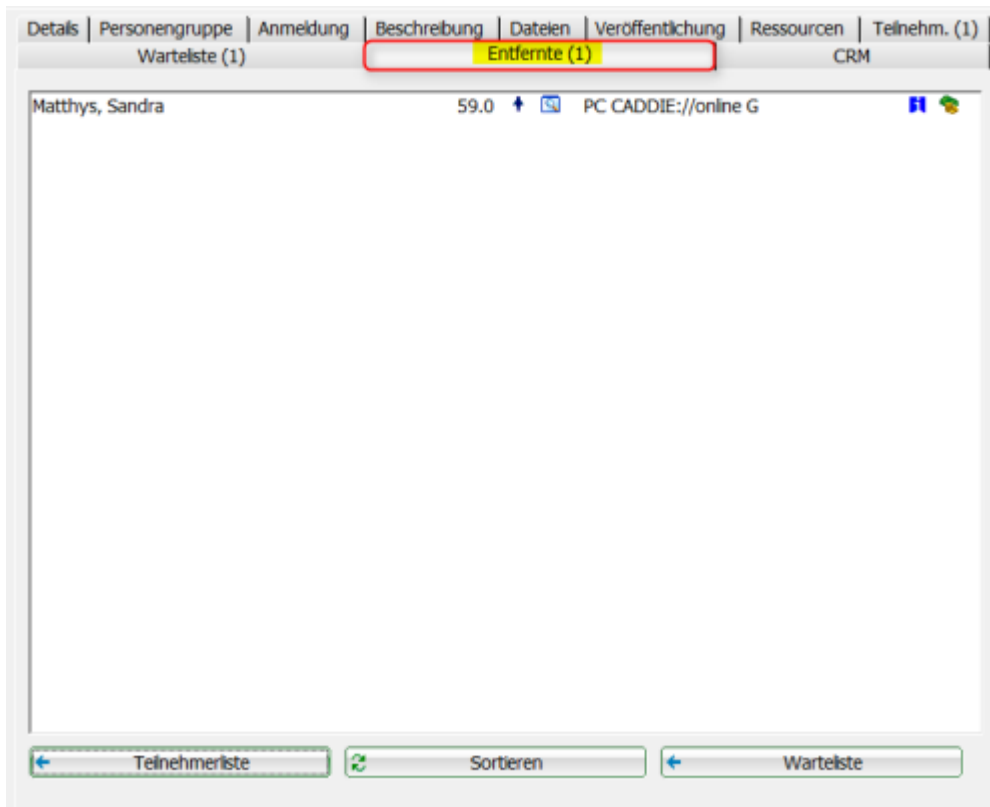 Details Personengruppe Anmeldung Beschreibung Dateien Veröffentlichung Ressourcen Teilnehm. (1)
Warteliste (1) Entfernte (1) CRM
Matthys, Sandra 59.0 PC CADDIE://online G
Teilnehmerliste Sortieren Warteliste